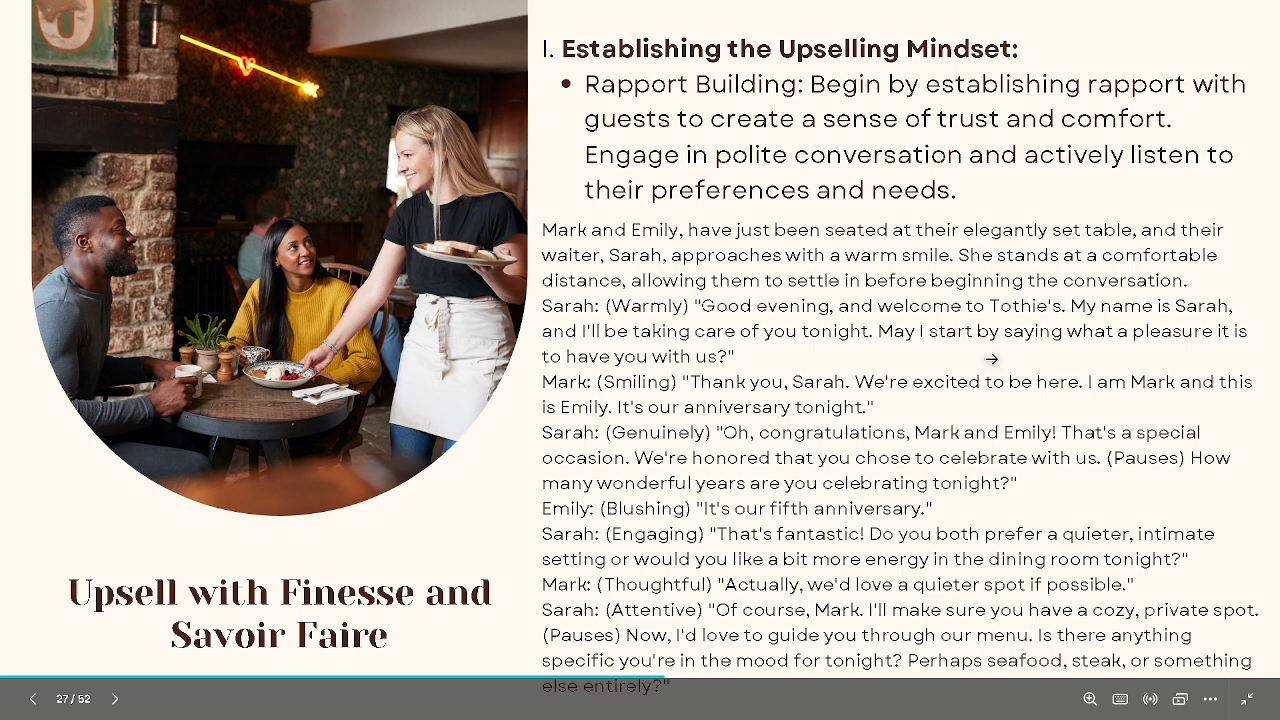 I. Establishing the Upselling Mindset:
• Rapport Building: Begin by establishing rapport with
guests to create a sense of trust and comfort.
Engage in polite conversation and actively listen to
their preferences and needs.
Mark and Emily, have just been seated at their elegantly set table, and their
waiter, Sarah, approaches with a warm smile. She stands at a comfortable
distance, allowing them to settle in before beginning the conversation.
Sarah: (Warmly) "Good evening, and welcome to Tothie's. My name is Sarah,
and I'll be taking care of you tonight. May I start by saying what a pleasure it is
to have you with us?"
Mark: (Smiling) "Thank you, Sarah. We're excited to be here. I am Mark and this
is Emily. It's our anniversary tonight."
Sarah: (Genuinely) "Oh, congratulations, Mark and Emily! That's a special
occasion. We're honored that you chose to celebrate with us. (Pauses) How
many wonderful years are you celebrating tonight?"
Emily: (Blushing) "It's our fifth anniversary."
Sarah: (Engaging) "That's fantastic! Do you both prefer a quieter, intimate
setting or would you like a bit more energy in the dining room tonight?"
Mark: (Thoughtful) "Actually, we'd love a quieter spot if possible."
Sarah: (Attentive) "Of course, Mark. I'll make sure you have a cozy, private spot.
(Pauses) Now, I'd love to guide you through our menu. Is there anything
specific you're in the mood for tonight? Perhaps seafood, steak, or something
else entirely?"
Upsell with Finesse and
Savoir Faire
27 / 52